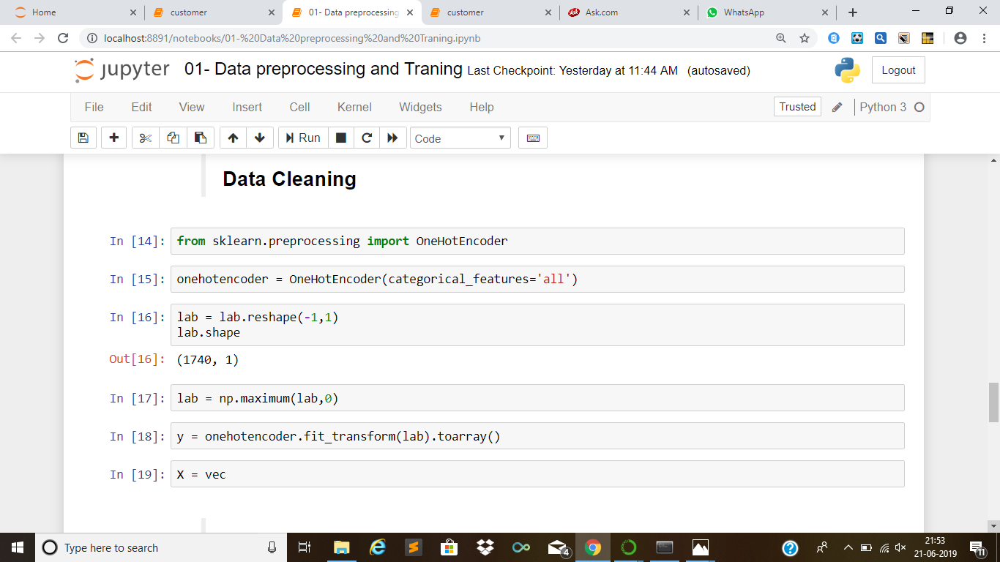 Home
customer
01- Data preprocessing
customer
Ask
Ask.com
WhatsApp
localhost:8891/notebooks/01-%20Data%20preprocessing%20and%20Traning.ipynb
jupyter 01- Data preprocessing and Traning Last Checkpoint: Yesterday at 11:44 AM (autosaved)
Logout
File Edit View Insert Cell Kernel Widgets Help
Trusted
Python 3
Run
Code
Data Cleaning
In [14]: from sklearn.preprocessing import OneHotEncoder
In [15]: onehotencoder = OneHotEncoder(categorical_features='all')
In [16]: lab = lab.reshape(-1,1)
lab.shape
Out[16]: (1740, 1)
In [17]: lab = np.maximum(lab,0)
In [18]: y = onehotencoder.fit_transform(lab).toarray()
In [19]: X = vec
Type here to search
4
21:53
21-06-2019
11